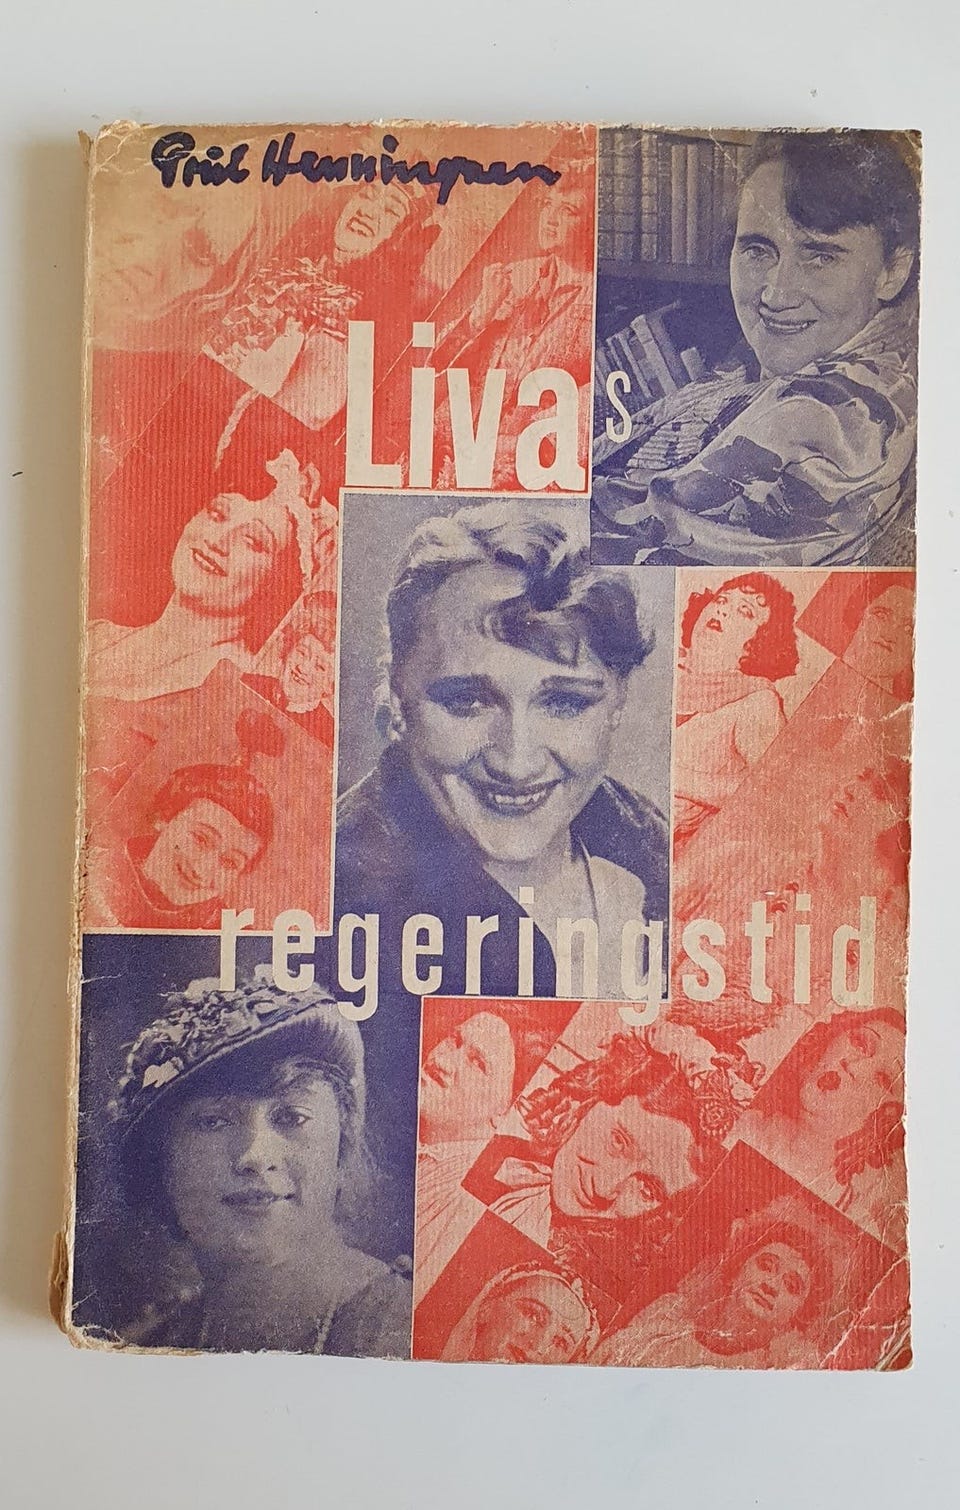 Poul Henningsen
Livas
regeringstid